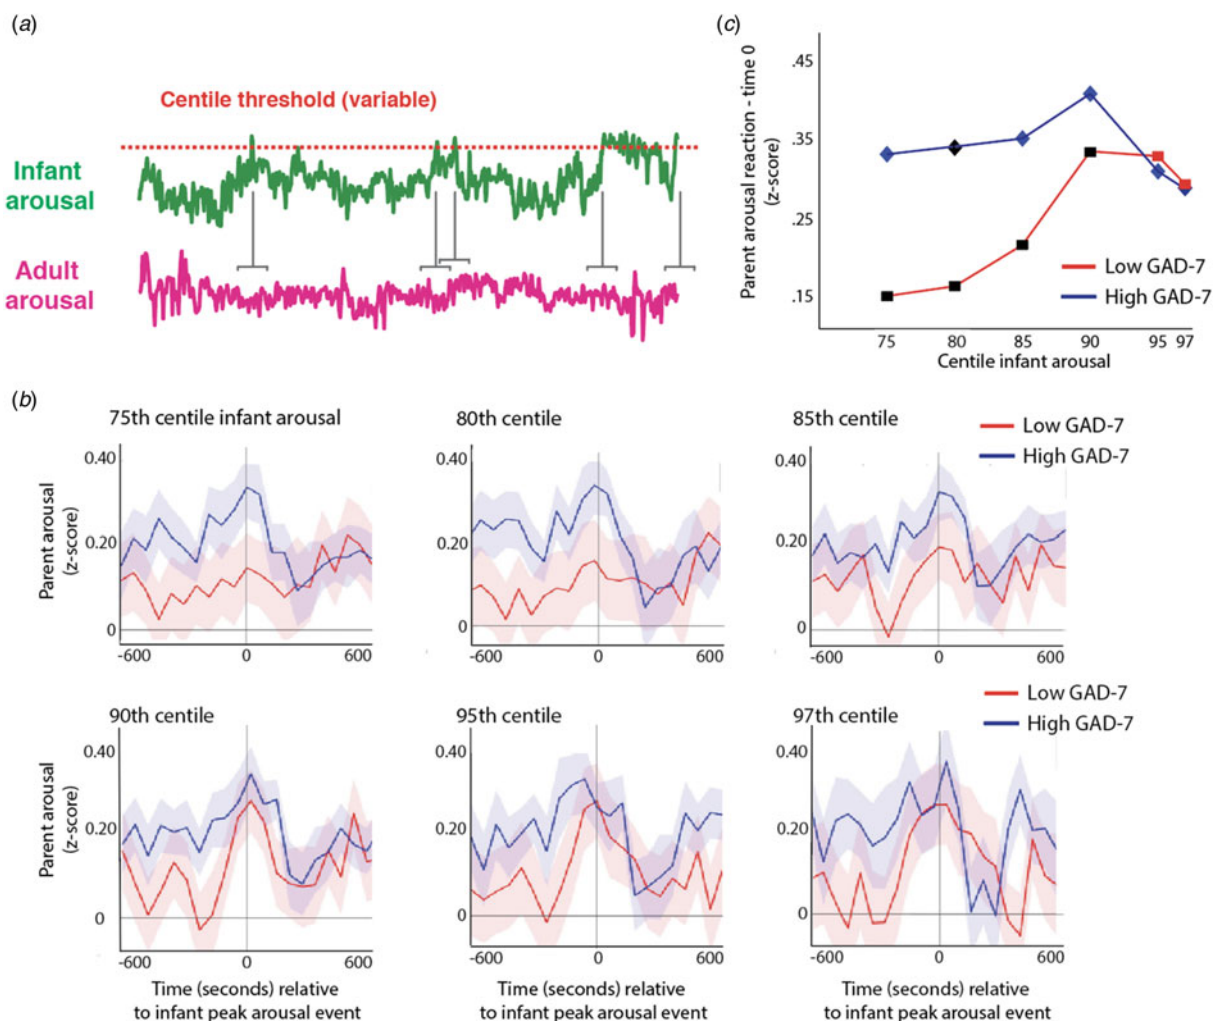 (a)
Centile threshold (variable)
Infant
arousal
Adult
arousal
(c)
Parent arousal reaction - time 0
(z-score)
.45
.35
.25
.15
Low GAD-7
High GAD-7
75 80 85 90 95 97
Centile infant arousal
(b)
75th centile infant arousal
80th centile
85th centile
Low GAD-7
High GAD-7
Parent arousal
(z-score)
0.40
0.20
0
-600 0 600
0.40
0.20
0
-600 0 600
0.40
0.20
0
-600 0 600
90th centile
95th centile
97th centile
Low GAD-7
High GAD-7
Parent arousal
(z-score)
0.40
0.20
0
-600 0 600
0.40
0.20
0
-600 0 600
0.40
0.20
0
-600 0 600
Time (seconds) relative
to infant peak arousal event
Time (seconds) relative
to infant peak arousal event
Time (seconds) relative
to infant peak arousal event